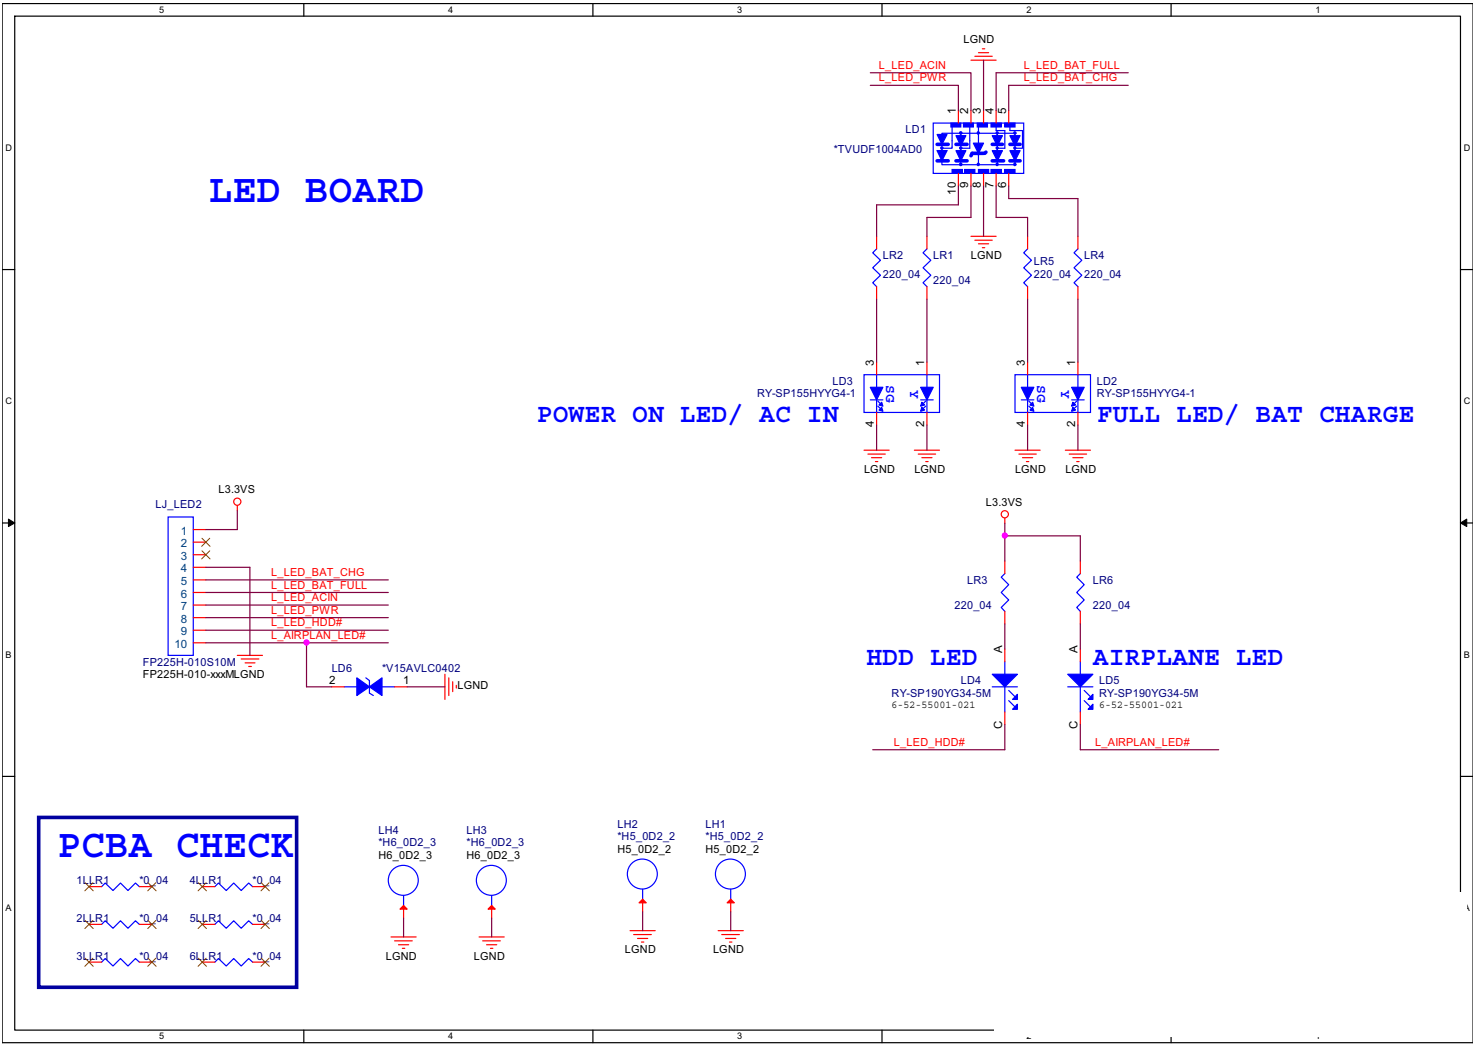 5 4 3 2 1
D
D
C
C
B
B
A
LED BOARD
LGND
L_LED_ACIN
L_LED_PWR
L_LED_BAT_FULL
L_LED_BAT_CHG
1 2 3 4 5
LD1
*TVUDF1004AD0
10 9 8 7 6
LGND
LR2
220_04
LR1
220_04
LR5
220_04
LR4
220_04
3 1 3 1
LD3
RY-SP155HYYG4-1
SG Y
SG Y
LD2
RY-SP155HYYG4-1
POWER ON LED/ AC IN
FULL LED/ BAT CHARGE
4 2 4 2
LGND LGND LGND LGND
L3.3VS
LJ_LED2
1
2
3
4
5
6
7
8
9
10
L_LED_BAT_CHG
L_LED_BAT_FULL
L_LED_ACIN
L_LED_PWR
L_LED_HDD#
L_AIRPLAN_LED#
FP225H-010S10M
FP225H-010-xxxM
LGND
LD6
*V15AVLC0402
2 1
LGND
L3.3VS
LR3
220_04
LR6
220_04
HDD LED
AIRPLANE LED
A A
LD4
RY-SP190YG34-5M
6-52-55001-021
LD5
RY-SP190YG34-5M
6-52-55001-021
C C
L_LED_HDD#
L_AIRPLAN_LED#
PCBA CHECK
1LLR1 *0_04
4LLR1 *0_04
2LLR1 *0_04
5LLR1 *0_04
3LLR1 *0_04
6LLR1 *0_04
LH4
*H6_0D2_3
H6_0D2_3
LGND
LH3
*H6_0D2_3
H6_0D2_3
LGND
LH2
*H5_0D2_2
H5_0D2_2
LGND
LH1
*H5_0D2_2
H5_0D2_2
LGND
5 4 3